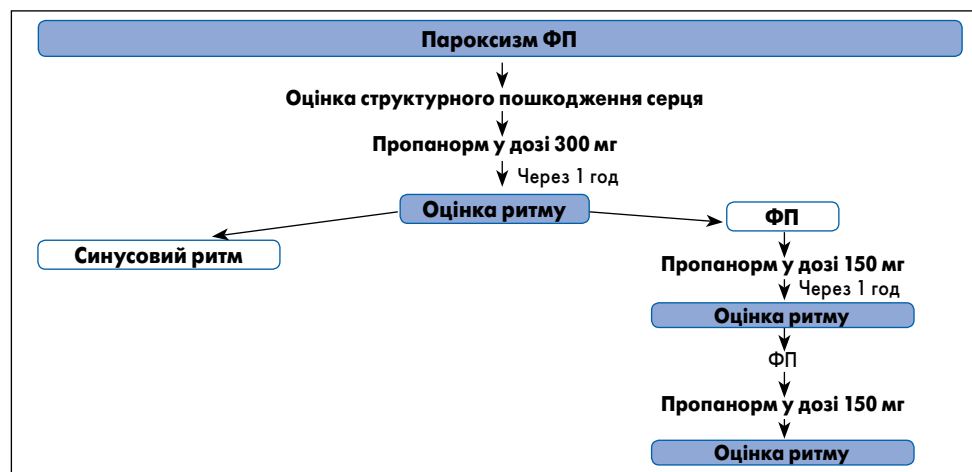 Пароксизм ФП
Оцінка структурного пошкодження серця
Пропанорм у дозі 300 мг
Через 1 год
Оцінка ритму
ФП
Синусовий ритм
Пропанорм у дозі 150 мг
Через 1 год
Оцінка ритму
ФП
Пропанорм у дозі 150 мг
Оцінка ритму